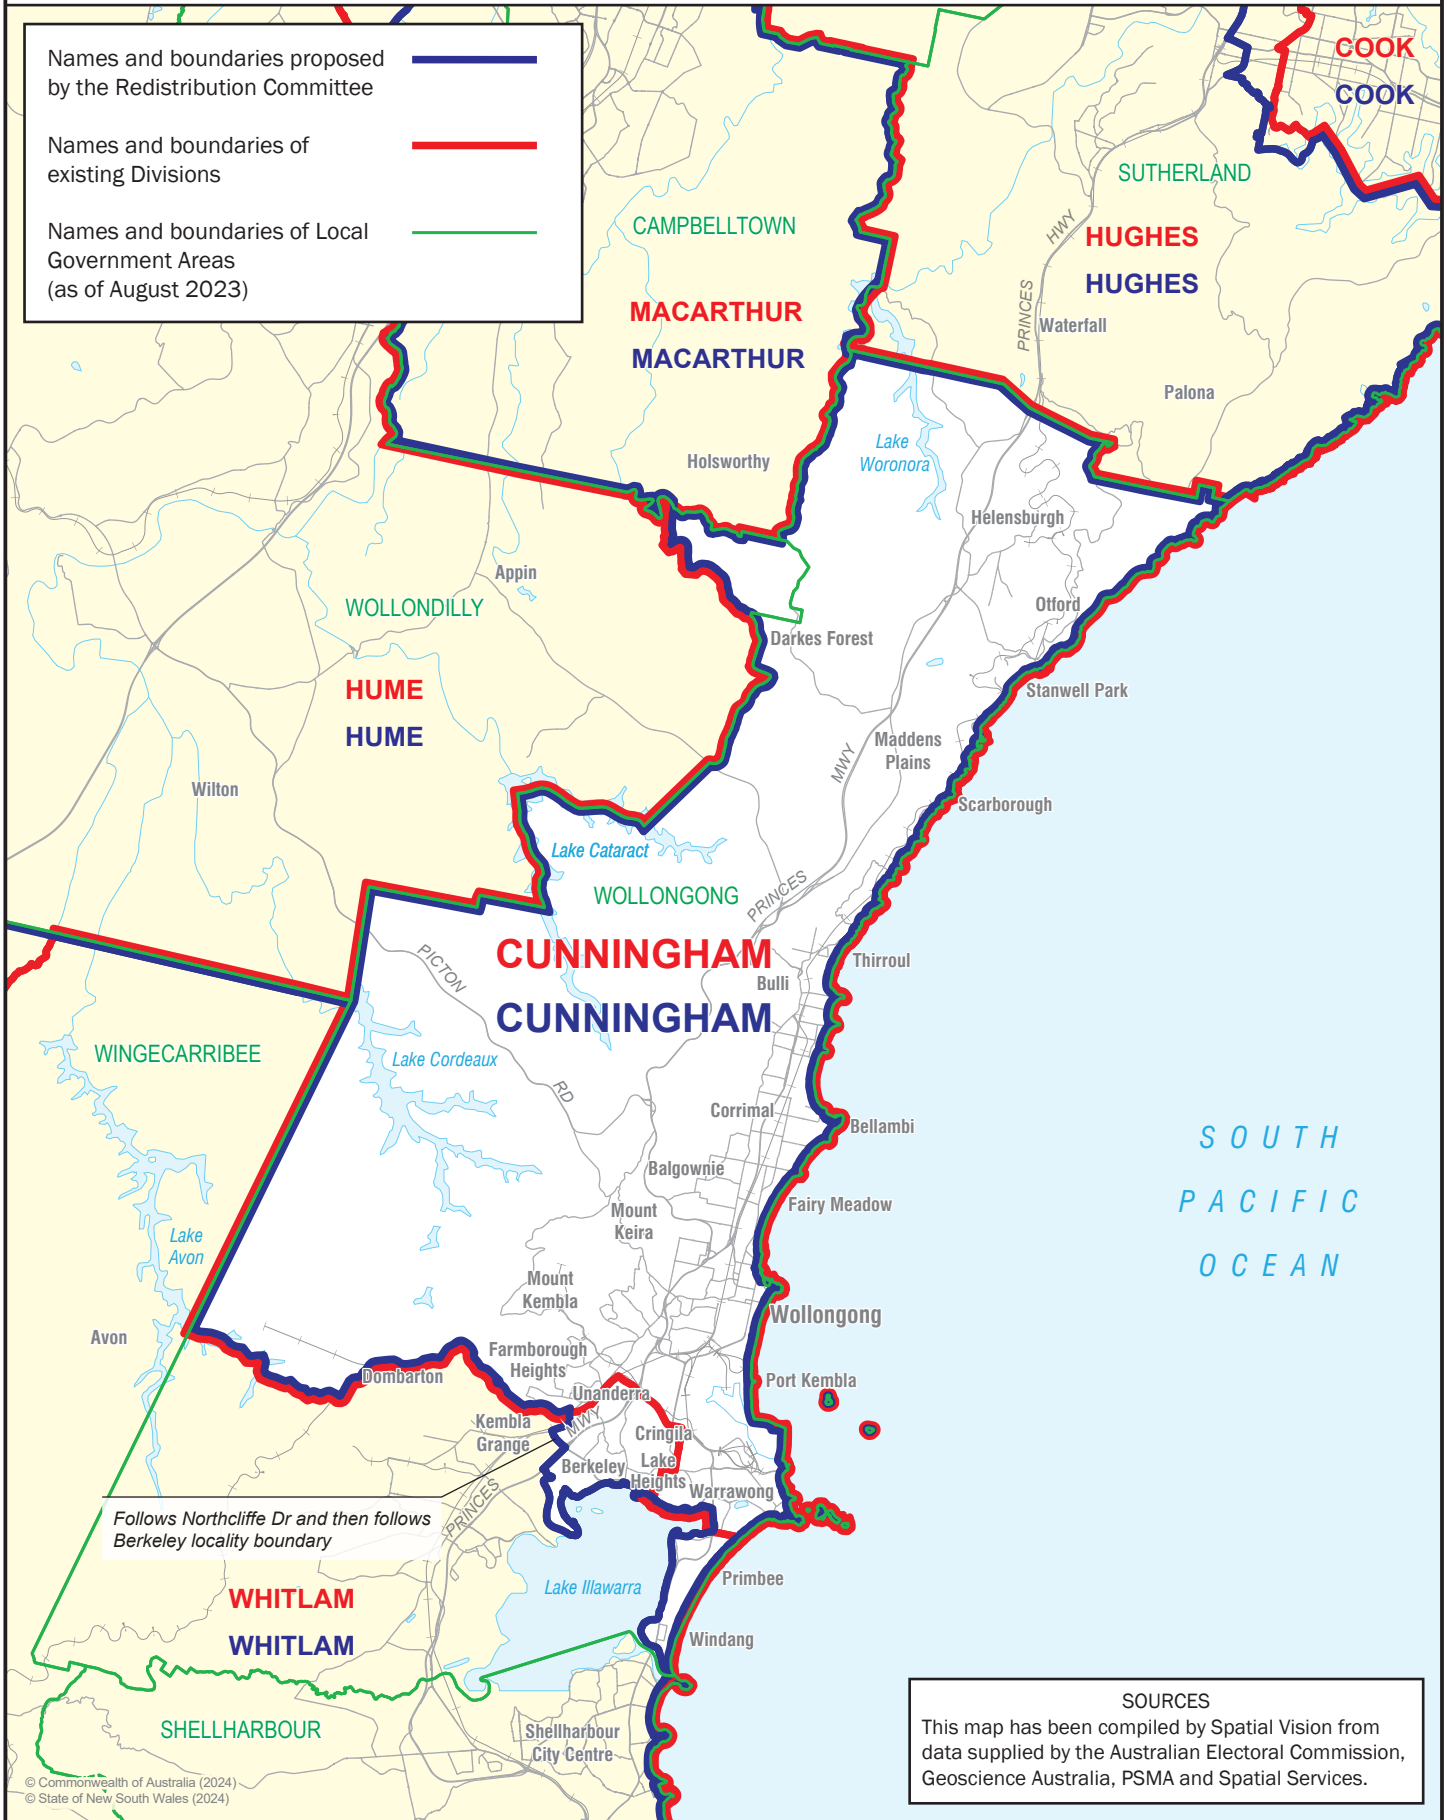 Names and boundaries proposed
by the Redistribution Committee
Names and boundaries of
existing Divisions
Names and boundaries of Local
Government Areas
(as of August 2023)
COOK
COOK
SUTHERLAND
CAMPBELLTOWN
HWY
HUGHES
HUGHES
PRINCES
MACARTHUR
MACARTHUR
Waterfall
Palona
Lake
Woronora
Holsworthy
Helensburgh
Appin
WOLLONDILLY
Otford
Darkes Forest
HUME
HUME
Stanwell Park
Maddens
Plains
MWY
Wilton
Scarborough
Lake Cataract
WOLLONGONG
PRINCES
CUNNINGHAM
CUNNINGHAM
PICTON
Thirroul
Bulli
WINGECARRIBEE
Lake Cordeaux
RD
Corrimal
Bellambi
SOUTH
PACIFIC
OCEAN
Balgownie
Fairy Meadow
Mount
Keira
Lake
Avon
Mount
Kembla
Wollongong
Avon
Farmborough
Heights
Dombarton
Port Kembla
Unanderra
MWY
Kembla
Grange
Cringila
Berkeley
Lake
Heights
Warrawong
PRINCES
Follows Northcliffe Dr and then follows
Berkeley locality boundary
Lake Illawarra
Primbee
WHITLAM
WHITLAM
Windang
SHELLHARBOUR
Shellharbour
City Centre
SOURCES
This map has been compiled by Spatial Vision from
data supplied by the Australian Electoral Commission,
Geoscience Australia, PSMA and Spatial Services.
© Commonwealth of Australia (2024)
© State of New South Wales (2024)